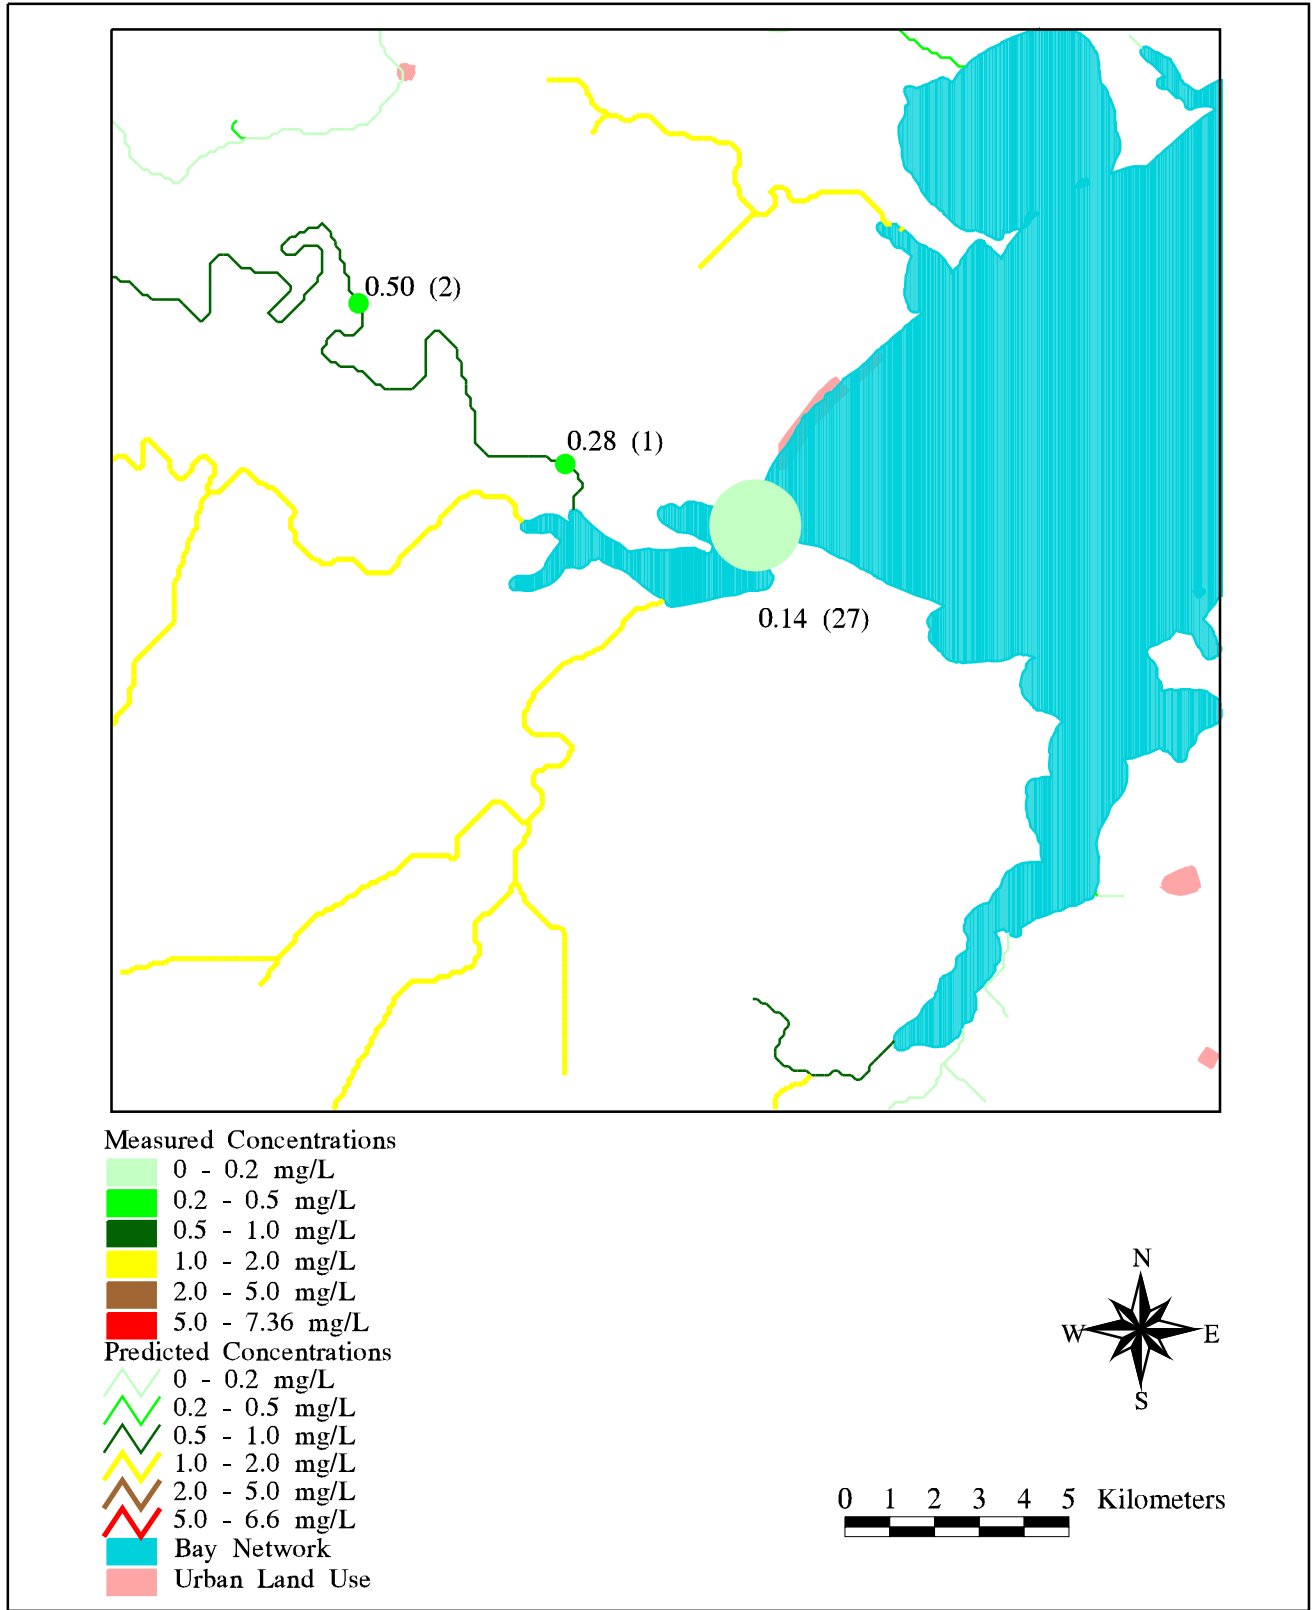 0.50 (2)
0.28 (1)
0.14 (27)
Measured Concentrations
0 - 0.2 mg/L
0.2 - 0.5 mg/L
0.5 - 1.0 mg/L
1.0 - 2.0 mg/L
2.0 - 5.0 mg/L
5.0 - 7.36 mg/L
Predicted Concentrations
0 - 0.2 mg/L
0.2 - 0.5 mg/L
0.5 - 1.0 mg/L
1.0 - 2.0 mg/L
2.0 - 5.0 mg/L
5.0 - 6.6 mg/L
Bay Network
Urban Land Use
N
W E
S
0 1 2 3 4 5 Kilometers